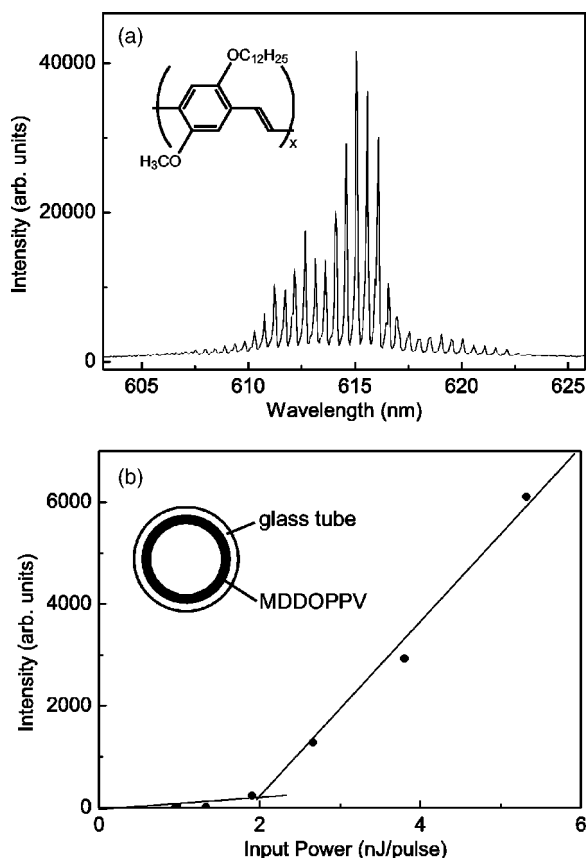 (a)
OC12H25
H3CO
x
40000
20000
0
Intensity (arb. units)
605 610 615 620 625
Wavelength (nm)
(b)
glass tube
MDDOPPV
6000
4000
2000
0
Intensity (arb. units)
0 2 4 6
Input Power (nJ/pulse)